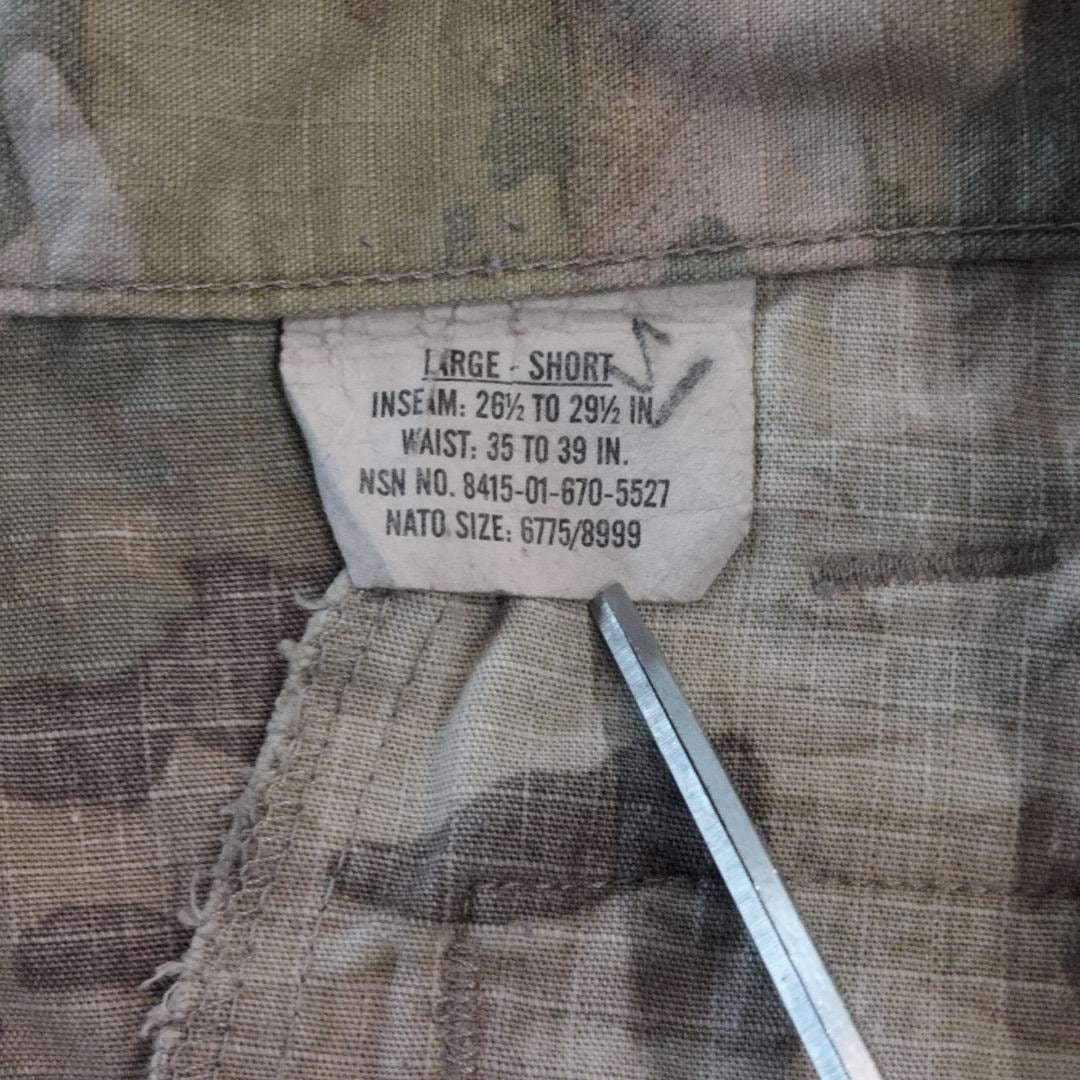 LARGE - SHORT
INSEAM: 26½ TO 29½ IN.
WAIST: 35 TO 39 IN.
NSN NO. 8415-01-670-5527
NATO SIZE: 6775/8999